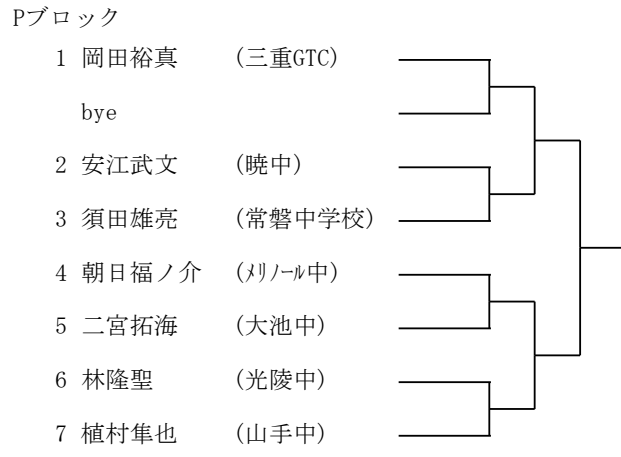 Pブロック
1 岡田裕真 (三重GTC)
bye
2 安江武文 (暁中)
3 須田雄亮 (常磐中学校)
4 朝日福ノ介 (ﾒﾘﾉｰﾙ中)
5 二宮拓海 (大池中)
6 林隆聖 (光陵中)
7 植村隼也 (山手中)